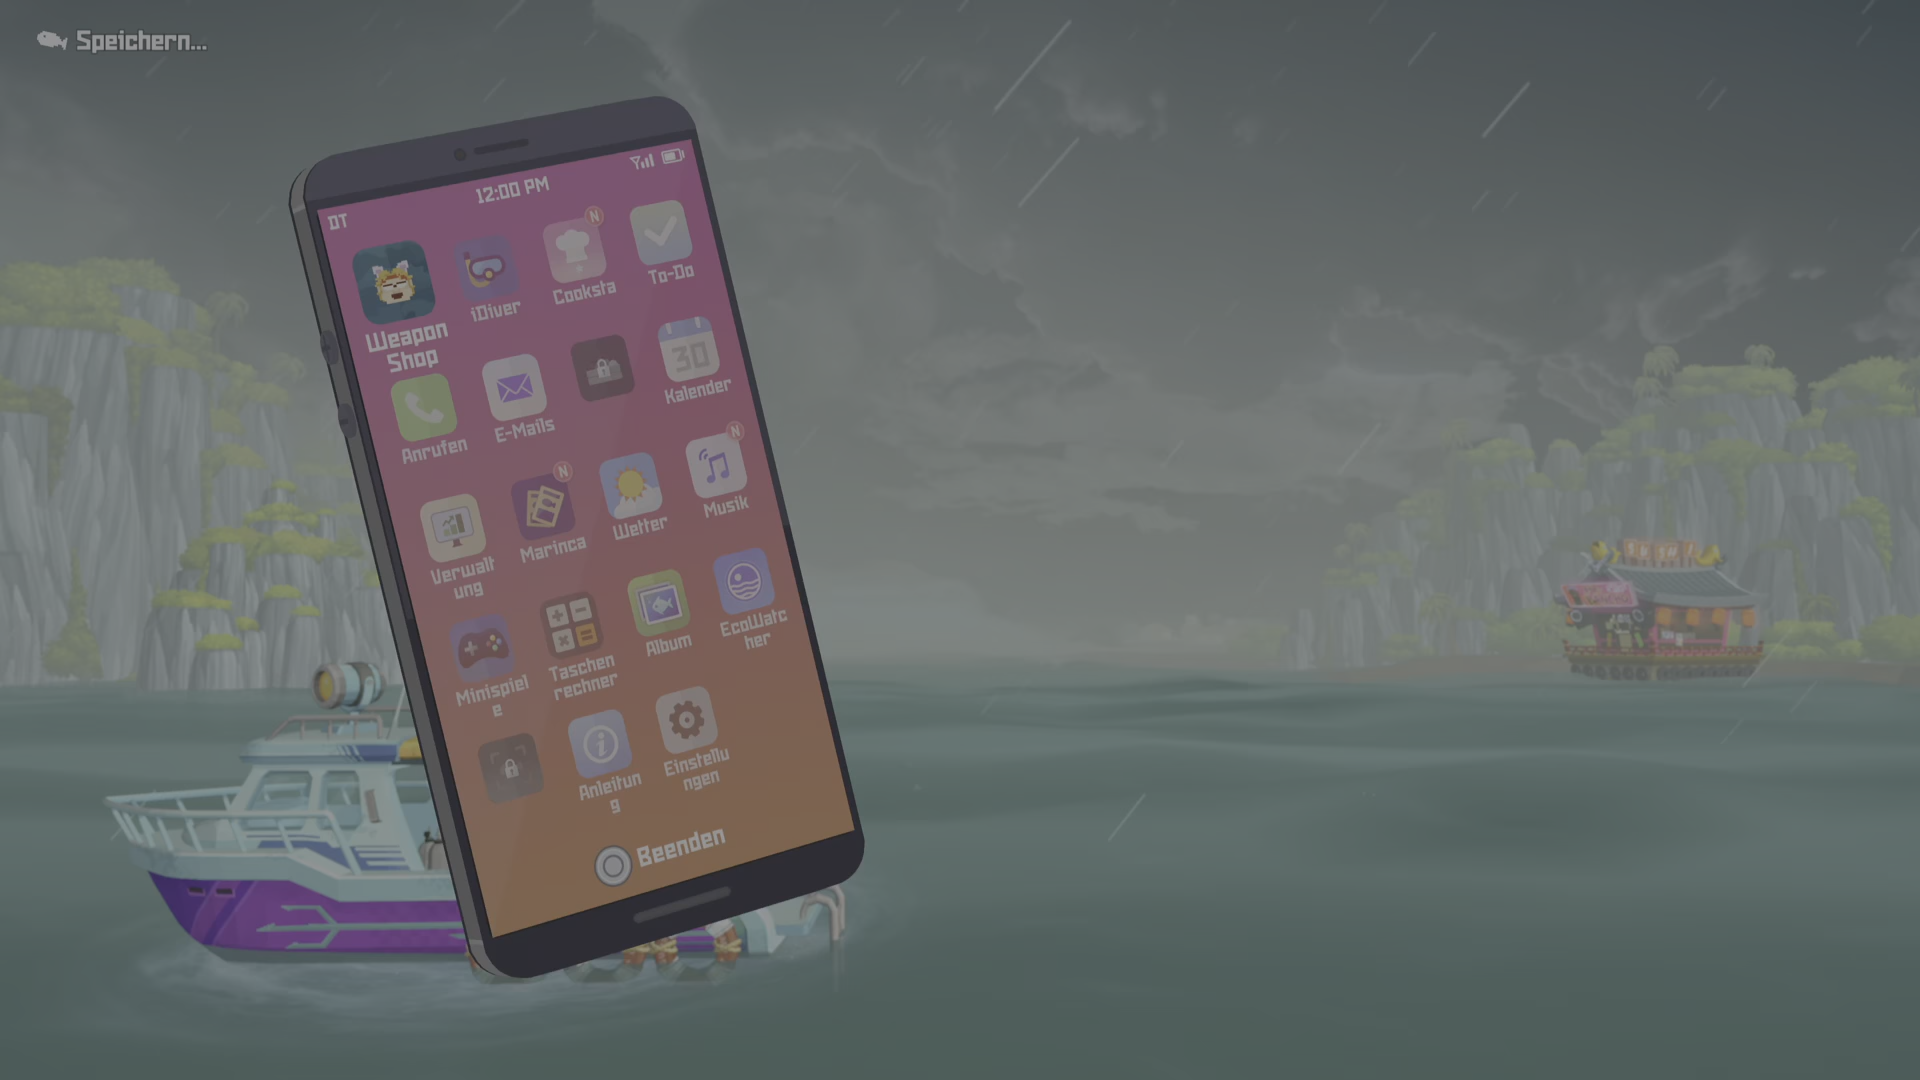 Speichern...
12:00 PM
DT
N
Weapon
Shop
iDiver
Cooksta
To-Do
Anrufen
E-Mails
30
Kalender
N
N
Verwalt
ung
Marinca
Wetter
Musik
Minispiel
e
Taschen
rechner
Album
EcoWatc
her
Anleitun
g
Einstellu
ngen
Beenden